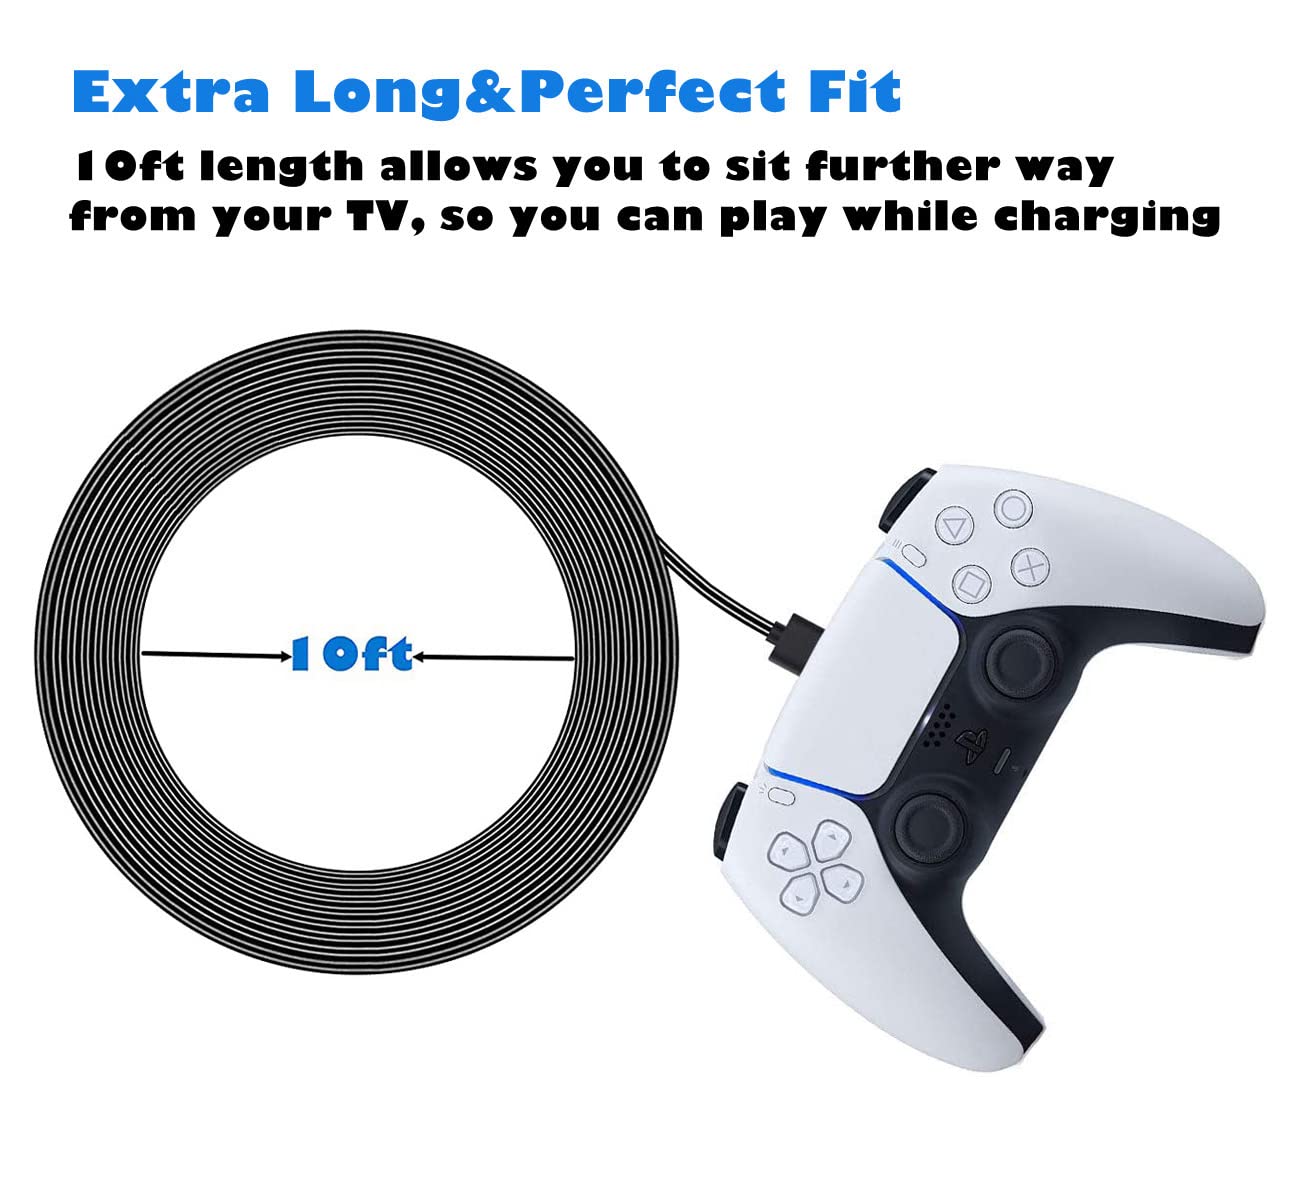 Extra Long&Perfect Fit
10ft length allows you to sit further way
from your TV, so you can play while charging
10ft